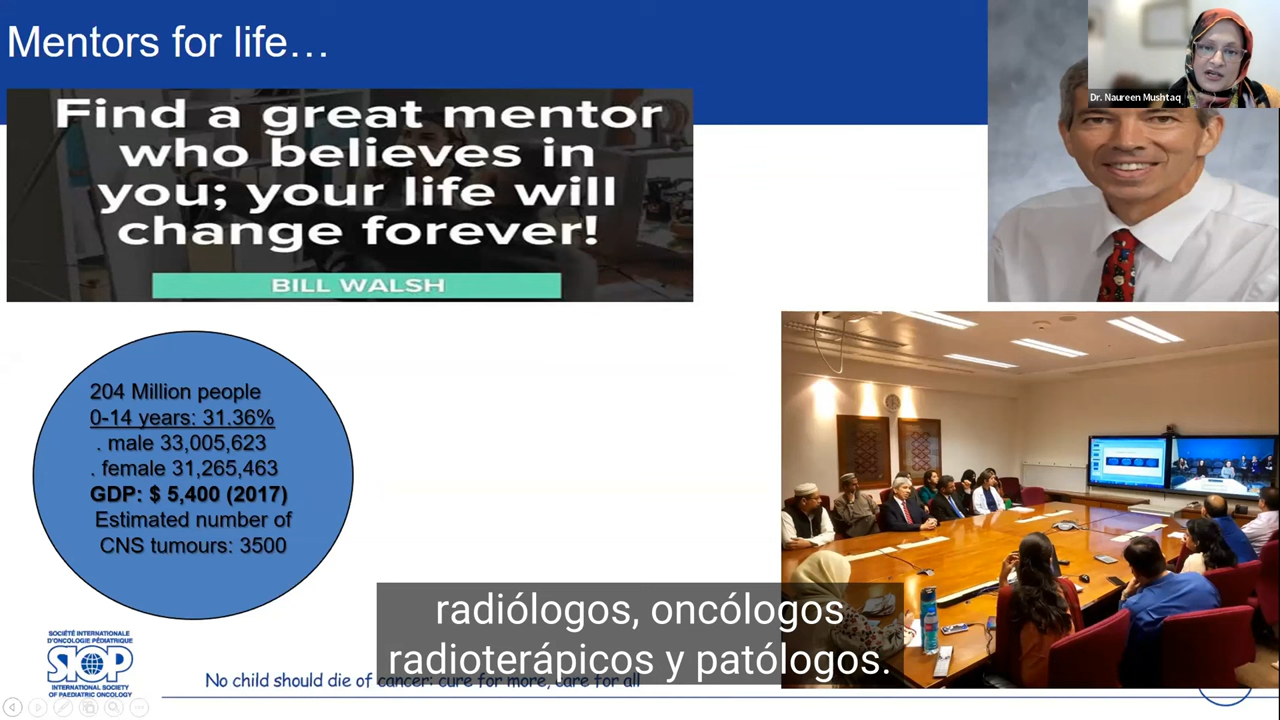 Mentors for life…
Dr. Naureen Mushtaq
Find a great mentor
who believes in
you; your life will
change forever!
BILL WALSH
204 Million people
0-14 years: 31.36%
. male 33,005,623
. female 31,265,463
GDP: $ 5,400 (2017)
Estimated number of
CNS tumours: 3500
radiólogos, oncólogos
radioterápicos y patólogos.
SOCIÉTÉ INTERNATIONALE
D'ONCOLOGIE PÉDIATRIQUE
SIOP
INTERNATIONAL SOCIETY
OF PAEDIATRIC ONCOLOGY
No child should die of cancer: cure for more, care for all